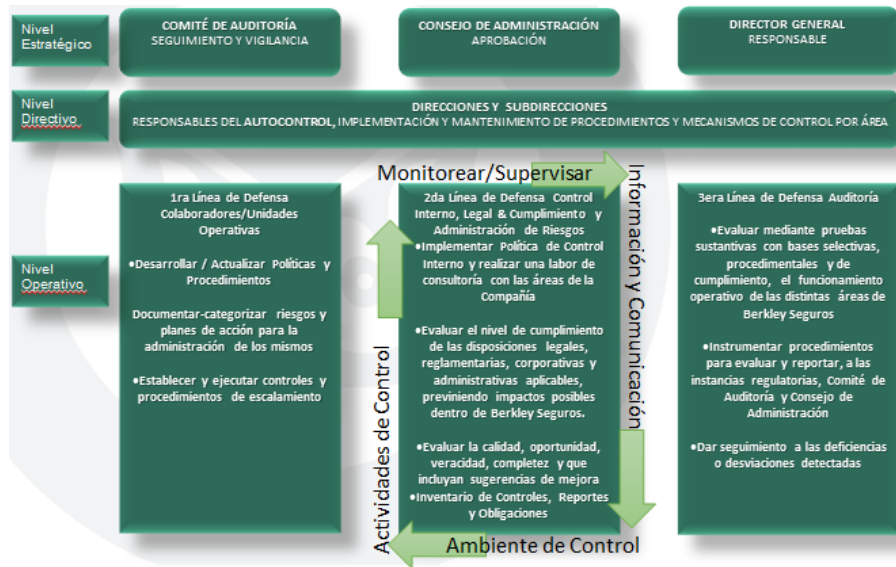 Nivel
Estratégico
COMITÉ DE AUDITORÍA
SEGUIMIENTO Y VIGILANCIA
CONSEJO DE ADMINISTRACIÓN
APROBACIÓN
DIRECTOR GENERAL
RESPONSABLE
Nivel
Directivo
DIRECCIONES Y SUBDIRECCIONES
RESPONSABLES DEL AUTOCONTROL, IMPLEMENTACIÓN Y MANTENIMIENTO DE PROCEDIMIENTOS Y MECANISMOS DE CONTROL POR ÁREA
Monitorear/Supervisar
Nivel
Operativo
1ra Línea de Defensa
Colaboradores/Unidades
Operativas
•Desarrollar / Actualizar Políticas y
Procedimientos
Documentar-categorizar riesgos y
planes de acción para la
administración de los mismos
•Establecer y ejecutar controles y
procedimientos de escalamiento
Actividades de Control
2da Línea de Defensa Control
Interno, Legal & Cumplimiento y
Administración de Riesgos
•Implementar Política de Control
Interno y realizar una labor de
consultoría con las áreas de la
Compañía
•Evaluar el nivel de cumplimiento
de las disposiciones legales,
reglamentarias, corporativas y
administrativas aplicables,
previniendo impactos posibles
dentro de Berkley Seguros.
•Evaluar la calidad, oportunidad,
veracidad, completez y que
incluyan sugerencias de mejora
•Inventario de Controles, Reportes
y Obligaciones
Información y Comunicación
3era Línea de Defensa Auditoría
•Evaluar mediante pruebas
sustantivas con bases selectivas,
procedimentales y de
cumplimiento, el funcionamiento
operativo de las distintas áreas de
Berkley Seguros
•Instrumentar procedimientos
para evaluar y reportar, a las
instancias regulatorias, Comité de
Auditoría y Consejo de
Administración
•Dar seguimiento a las deficiencias
o desviaciones detectadas
Ambiente de Control